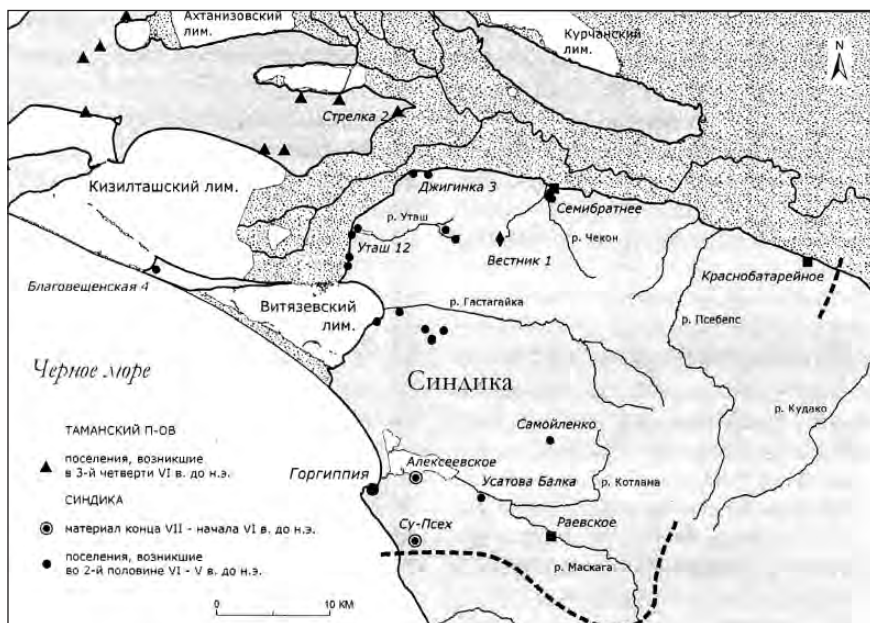 Ахтанизовский
лим.
Курчанский
лим.
N
Стрелка 2
Кизилташский лим.
Джигинка 3
Семибратнее
р. Уташ
Уташ 12
р. Чекон
Вестник 1
Краснобатарейное
Благовещенская 4
Витязевский
лим.
р. Гастагайка
р. Псебепс
Черное море
Синдика
р. Кудако
ТАМАНСКИЙ П-ОВ
поселения, возникшие
в 3-й четверти VI в. до н.э.
СИНДИКА
материал конца VII - начала VI в. до н.э.
поселения, возникшие
во 2-й половине VI - V в. до н.э.
Самойленко
Горгиппия
Алексеевское
Усатова Балка
р. Котлама
Су-Псех
Раевское
р. Маскага
0
10 КМ